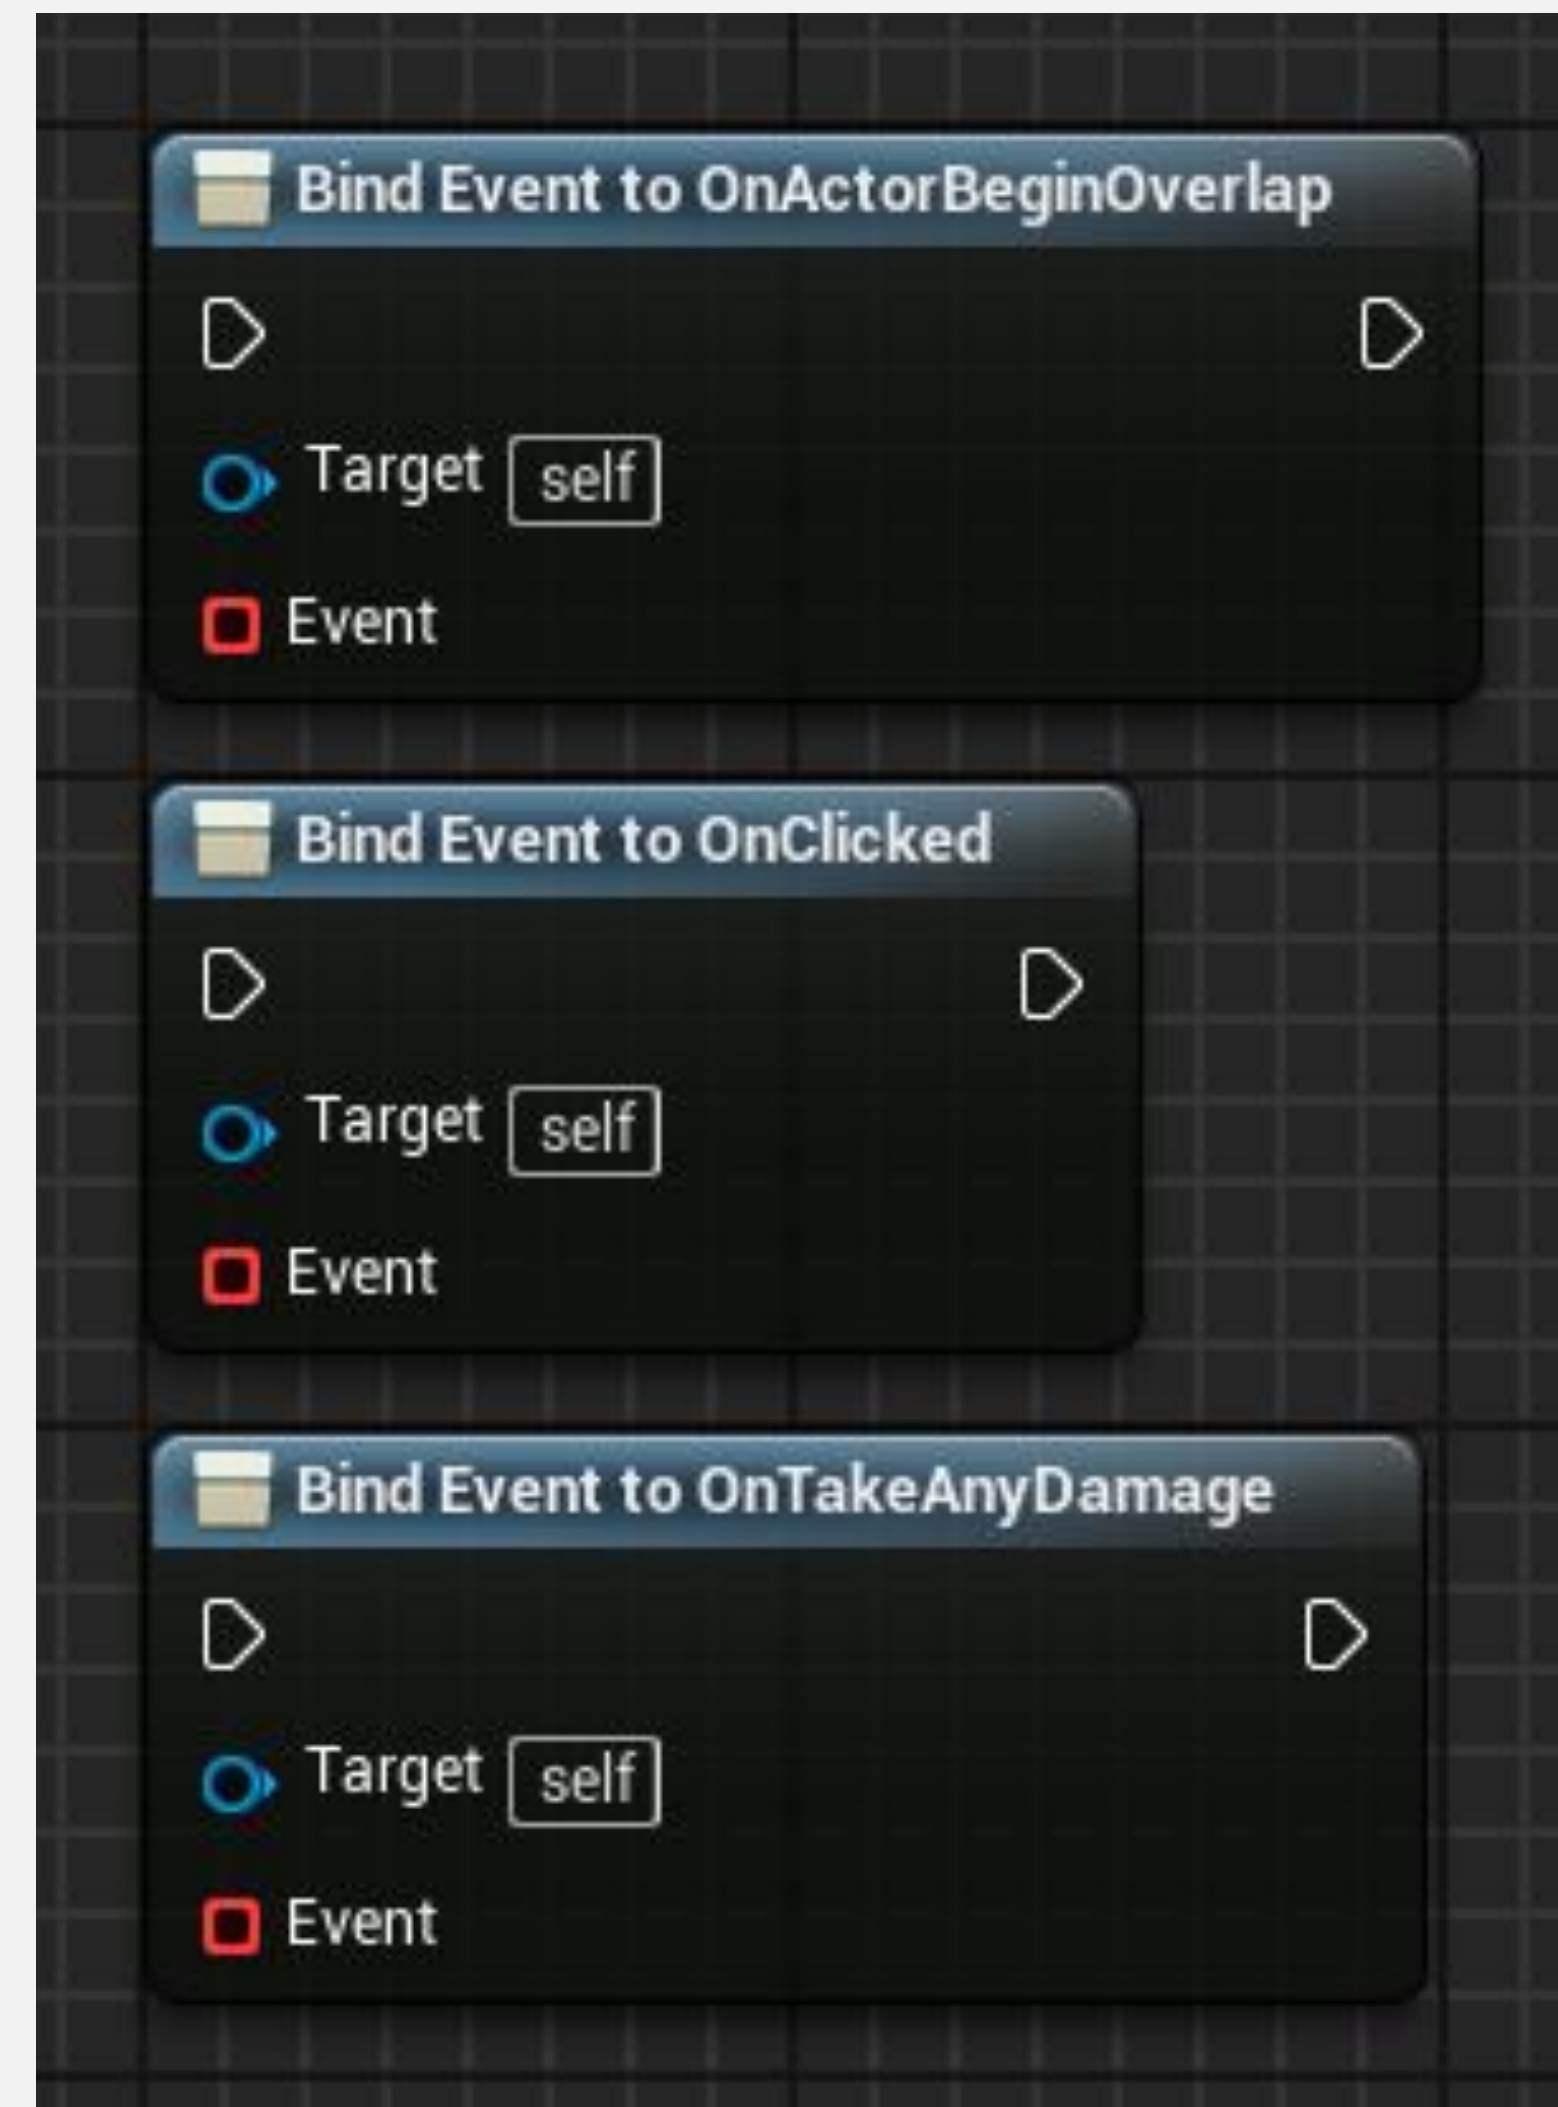 Bind Event to OnActorBeginOverlap
Target self
Event
Bind Event to OnClicked
Target self
Event
Bind Event to OnTakeAnyDamage
Target self
Event